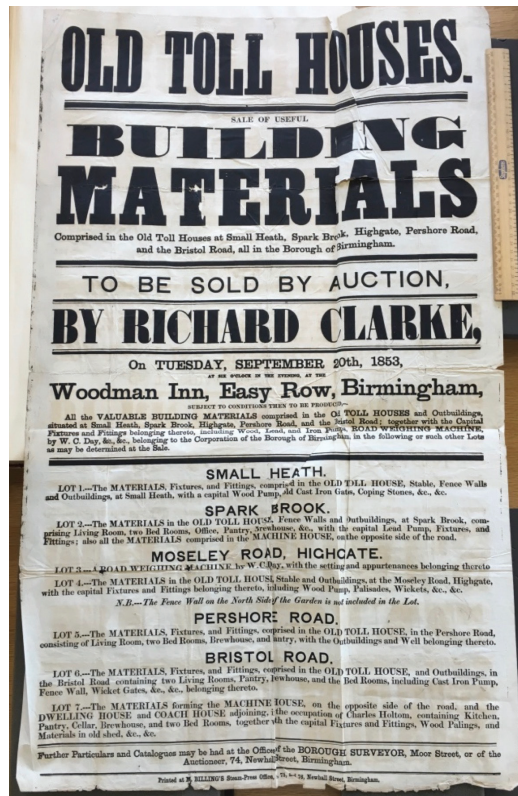 OLD TOLL HOUSES.
SALE OF USEFUL
BUILDING
MATERIALS
Comprised in the Old Toll Houses at Small Heath, Spark Brook, Highgate, Pershore Road,
and the Bristol Road, all in the Borough of Birmingham.
TO BE SOLD BY AUCTION,
BY RICHARD CLARKE,
On TUESDAY, SEPTEMBER 20th, 1853,
AT SIX O'CLOCK IN THE EVENING, AT THE
Woodman Inn, Easy Row, Birmingham,
SUBJECT TO CONDITIONS THEN TO BE PRODUCED.
All the VALUABLE BUILDING MATERIALS comprised in the Old TOLL HOUSES and Outbuildings,
situated at Small Heath, Spark Brook, Highgate, Pershore Road, and the Bristol Road; together with the Capital
Fixtures and Fittings belonging thereto, including Wood, Lead, and Iron Pumps, ROAD WEIGHING MACHINE,
by W. C. Day, &c., &c., belonging to the Corporation of the Borough of Birmingham, in the following or such other Lots
as may be determined at the Sale.
SMALL HEATH.
LOT 1.—The MATERIALS, Fixtures, and Fittings, comprised in the OLD TOLL HOUSE, Stable, Fence Walls
and Outbuildings, at Small Heath, with a capital Wood Pump, old Cast Iron Gates, Coping Stones, &c., &c.
SPARK BROOK.
LOT 2.—The MATERIALS in the OLD TOLL HOUSE, Fence Walls and Outbuildings, at Spark Brook, com-
prising Living Room, two Bed Rooms, Office, Pantry, Brewhouse, &c., with the capital Lead Pump, Fixtures, and
Fittings; also all the MATERIALS comprised in the MACHINE HOUSE, on the opposite side of the road.
MOSELEY ROAD, HIGHGATE.
LOT 3.—A ROAD WEIGHING MACHINE, by W. C. Day, with the setting and appurtenances belonging thereto
LOT 4.—The MATERIALS in the OLD TOLL HOUSE, Stable and Outbuildings, at the Moseley Road, Highgate,
with the capital Fixtures and Fittings belonging thereto, including Wood Pump, Palisades, Wickets, &c., &c.
N.B.—The Fence Wall on the North Side of the Garden is not included in the Lot.
PERSHORE ROAD.
LOT 5.—The MATERIALS, Fixtures, and Fittings, comprised in the OLD TOLL HOUSE, in the Pershore Road,
consisting of Living Room, two Bed Rooms, Brewhouse, and Pantry, with the Outbuildings and Well belonging thereto.
BRISTOL ROAD.
LOT 6.—The MATERIALS, Fixtures, and Fittings, comprised in the OLD TOLL HOUSE, and Outbuildings, in
the Bristol Road containing two Living Rooms, Pantry, Brewhouse, and the Bed Rooms, including Cast Iron Pump,
Fence Wall, Wicket Gates, &c., &c., belonging thereto.
LOT 7.—The MATERIALS forming the MACHINE HOUSE, on the opposite side of the road, and the
DWELLING HOUSE and COACH HOUSE adjoining, in the occupation of Charles Holtom, containing Kitchen,
Pantry, Cellar, Brewhouse, and two Bed Rooms, together with the capital Fixtures and Fittings, Wood Palings, and
Materials in old shed, &c., &c.
Further Particulars and Catalogues may be had at the Office of the BOROUGH SURVEYOR, Moor Street, or of the
Auctioneer, 74, Newhall Street, Birmingham.
Printed at BILLING'S Steam-Press Office, Newhall Street, Birmingham.